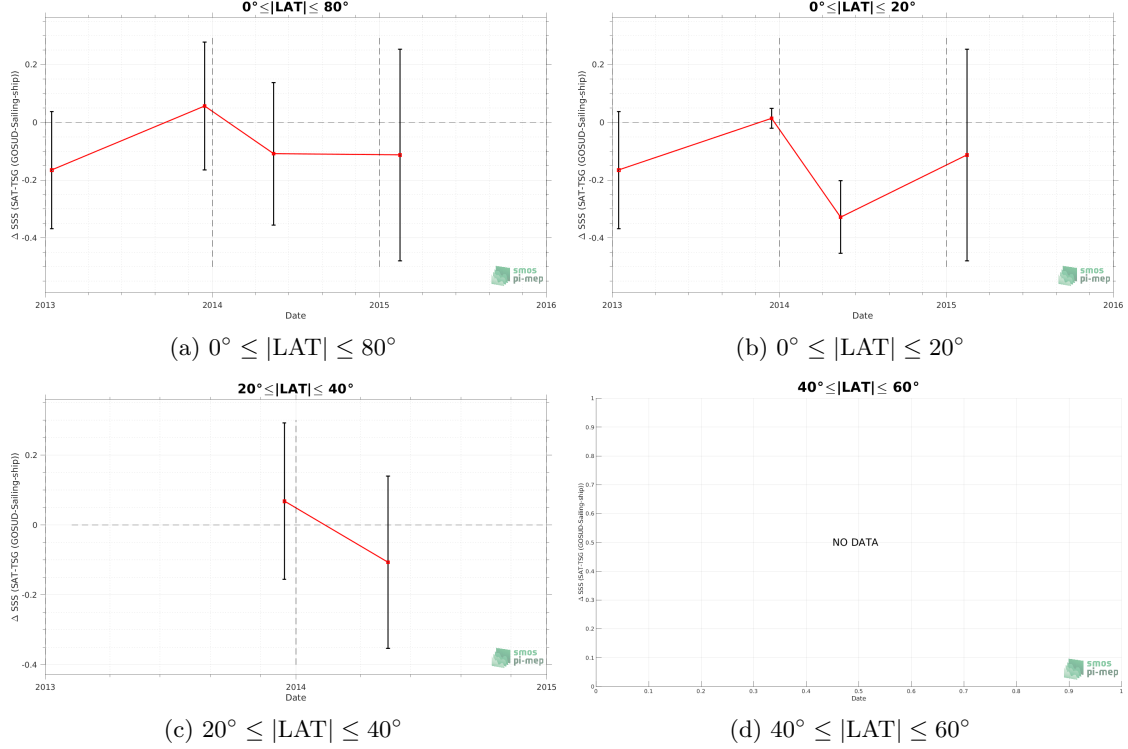 0°≤|LAT|≤ 80°
Δ SSS (SAT-TSG (GOSUD-Sailing-ship))
0.2
0
-0.2
-0.4
2013 2014 2015 2016
Date
smos
pi-mep
(a) 0° ≤ |LAT| ≤ 80°
0°≤|LAT|≤ 20°
Δ SSS (SAT-TSG (GOSUD-Sailing-ship))
0.2
0
-0.2
-0.4
2013 2014 2015 2016
Date
smos
pi-mep
(b) 0° ≤ |LAT| ≤ 20°
20°≤|LAT|≤ 40°
Δ SSS (SAT-TSG (GOSUD-Sailing-ship))
0.2
0
-0.2
-0.4
2013 2014 2015
Date
smos
pi-mep
(c) 20° ≤ |LAT| ≤ 40°
40°≤|LAT|≤ 60°
Δ SSS (SAT-TSG (GOSUD-Sailing-ship))
1
0.9
0.8
0.7
0.6
0.5
0.4
0.3
0.2
0.1
0
NO DATA
0 0.1 0.2 0.3 0.4 0.5 0.6 0.7 0.8 0.9 1
Date
smos
pi-mep
(d) 40° ≤ |LAT| ≤ 60°